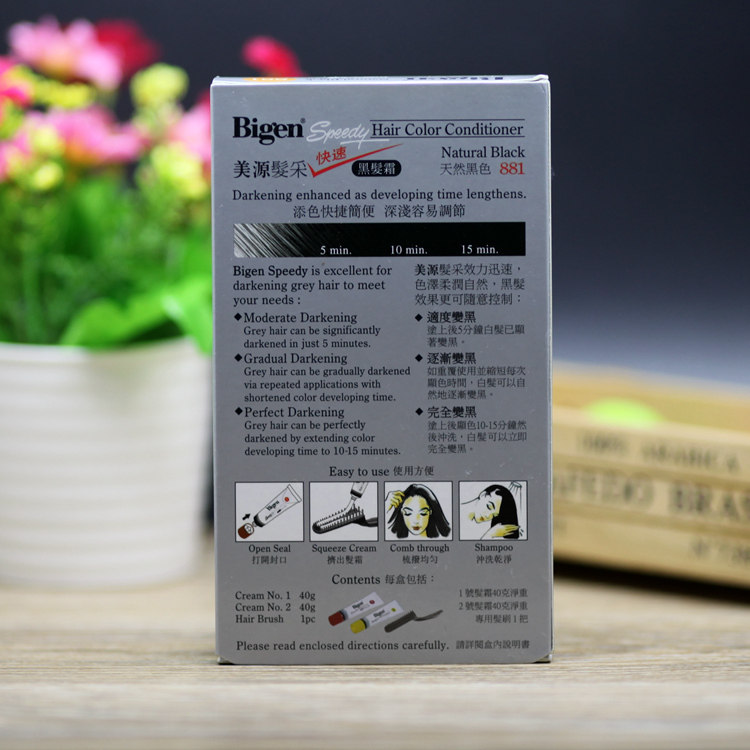 Bigen Speedy Hair Color Conditioner
美源髮采 快速 黑髮霜
Natural Black
天然黑色 881
Darkening enhanced as developing time lengthens.
添色快捷簡便 深淺容易調節
5 min. 10 min. 15 min.
Bigen Speedy is excellent for
darkening grey hair to meet
your needs :
◆Moderate Darkening
Grey hair can be significantly
darkened in just 5 minutes.
◆Gradual Darkening
Grey hair can be gradually darkened
via repeated applications with
shortened color developing time.
◆Perfect Darkening
Grey hair can be perfectly
darkened by extending color
developing time to 10-15 minutes.
美源髮采效力迅速，
色澤柔潤自然，黑髮
效果更可隨意控制：
◆ 適度變黑
塗上後5分鐘白髮已顯
著變黑。
◆ 逐漸變黑
如重覆使用並縮短每次
顯色時間，白髮可以自
然地逐漸變黑。
◆ 完全變黑
塗上後顯色10-15分鐘然
後沖洗，白髮可以立即
完全變黑。
Easy to use 使用方便
Bigen
Open Seal
打開封口
Squeeze Cream
擠出髮霜
Comb through
梳撥均勻
Shampoo
沖洗乾淨
Contents 每盒包括：
Cream No. 1 40g
Cream No. 2 40g
Hair Brush 1pc
Bigen
1 號髮霜40克淨重
2 號髮霜40克淨重
專用髮刷 1 把
Please read enclosed directions carefully. 請詳閱盒內說明書
100% ARABICA